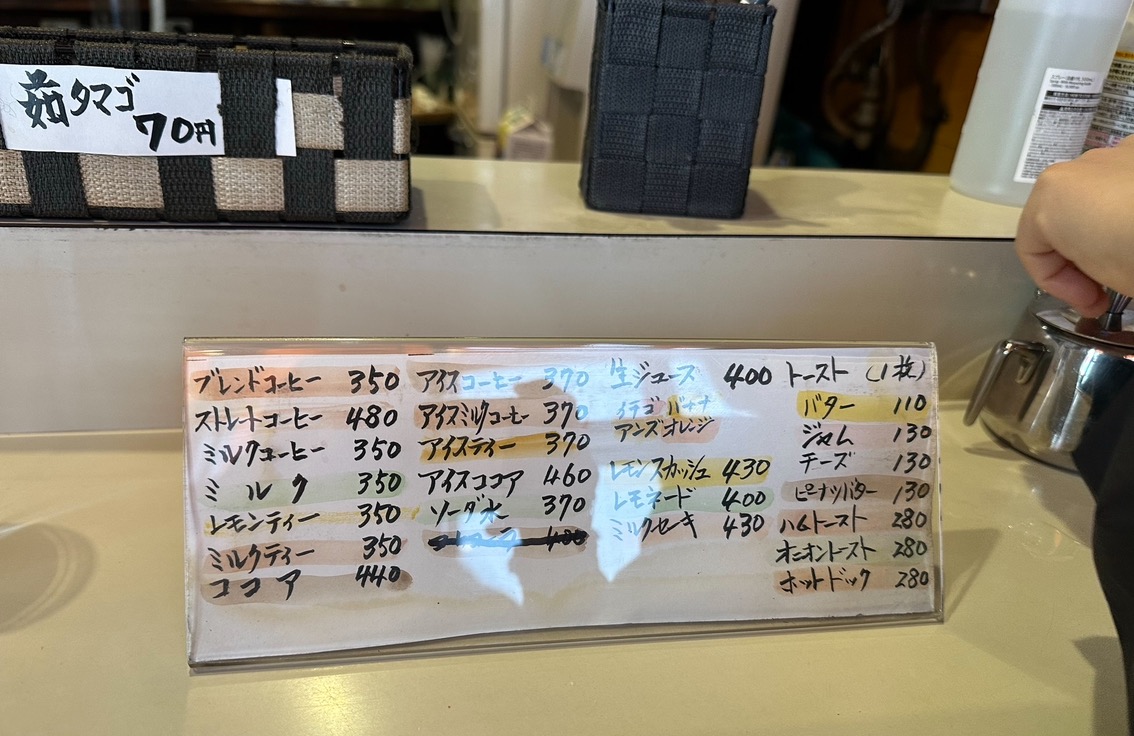 茹タマゴ
70円
ブレンドコーヒー 350
ストレートコーヒー 480
ミルクコーヒー 350
ミルク 350
レモンティー 350
ミルクティー 350
ココア 440
アイスコーヒー 370
アイスミルクコーヒー 370
アイスティー 370
アイスココア 460
ソーダ水 370
400
生ジュース 400
イチゴ バナナ
アンズ オレンジ
レモンスカッシュ 430
レモネード 400
ミルクセーキ 430
トースト (1枚)
バター 110
ジャム 130
チーズ 130
ピーナツバター 130
ハムトースト 280
オニオントースト 280
ホットドック 280